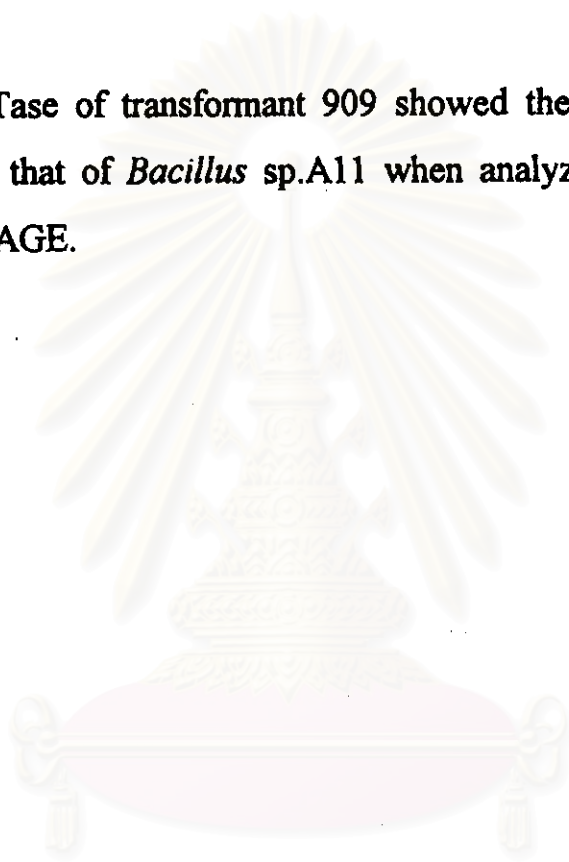 Tase of transformant 909 showed the
that of Bacillus sp.A11 when analyz
AGE.